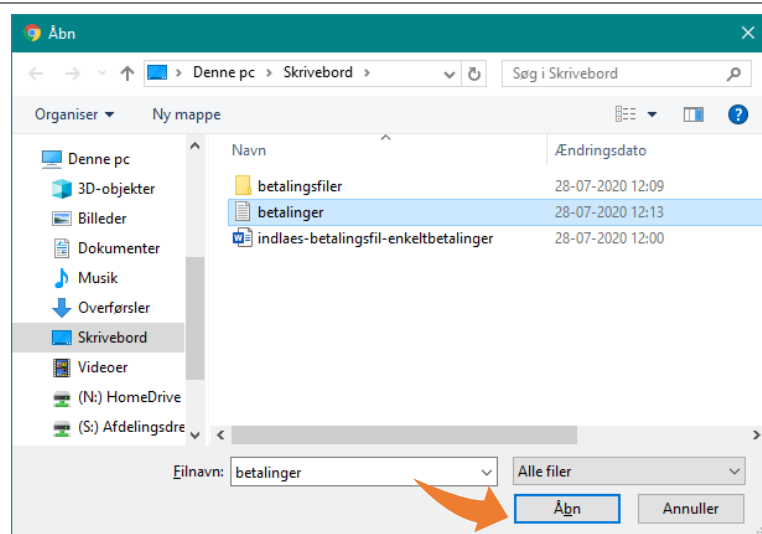 Åbn
Denne pc > Skrivebord >
Søg i Skrivebord
Organiser
Ny mappe
Navn
Ændringsdato
Denne pc
3D-objekter
Billeder
Dokumenter
Musik
Overførsler
Skrivebord
Videoer
(N:) HomeDrive
(S:) Afdelingsdre
betalingsfiler 28-07-2020 12:09
betalinger 28-07-2020 12:13
indlaes-betalingsfil-enkeltbetalinger 28-07-2020 12:00
Filnavn: betalinger
Alle filer
Åbn
Annuller